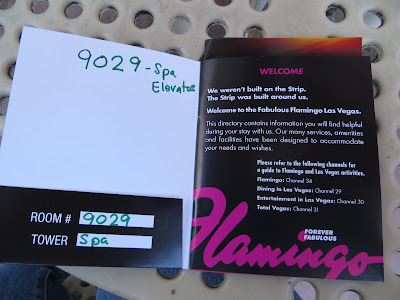 9029-Spa
Elevator
ROOM # 9029
TOWER Spa
WELCOME
We weren't built on the Strip.
The Strip was built around us.
Welcome to the Fabulous Flamingo Las Vegas.
This directory contains information you will find helpful
during your stay with us. Our many services, amenities
and facilities have been designed to accommodate
your needs and wishes.
Please refer to the following channels for
a guide to Flamingo and Las Vegas activities.
Flamingo: Channel 34
Dining in Las Vegas: Channel 29
Entertainment in Las Vegas: Channel 30
Total Vegas: Channel 31
Flamingo
FOREVER
FABULOUS